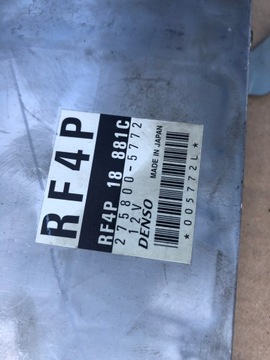 RF4P
RF4P 18 881C
275800-5772
12V
DENSO
MADE IN JAPAN
*005772L*